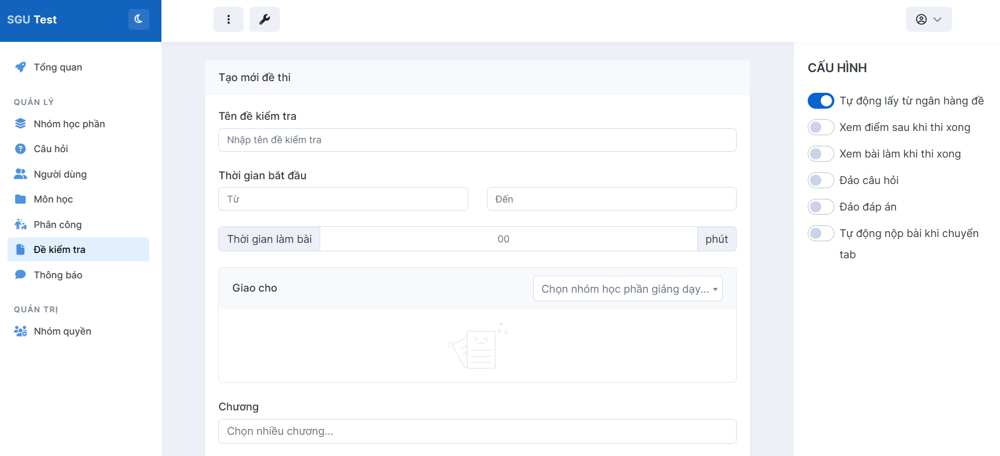 SGU Test
Tổng quan
QUẢN LÝ
Nhóm học phần
Câu hỏi
Người dùng
Môn học
Phân công
Đề kiểm tra
Thông báo
QUẢN TRỊ
Nhóm quyền
Tạo mới đề thi
Tên đề kiểm tra
Nhập tên đề kiểm tra
Thời gian bắt đầu
Từ
Đến
Thời gian làm bài
00
phút
Giao cho
Chọn nhóm học phần giảng dạy...
Chương
Chọn nhiều chương...
CẤU HÌNH
Tự động lấy từ ngân hàng đề
Xem điểm sau khi thi xong
Xem bài làm khi thi xong
Đảo câu hỏi
Đảo đáp án
Tự động nộp bài khi chuyển
tab